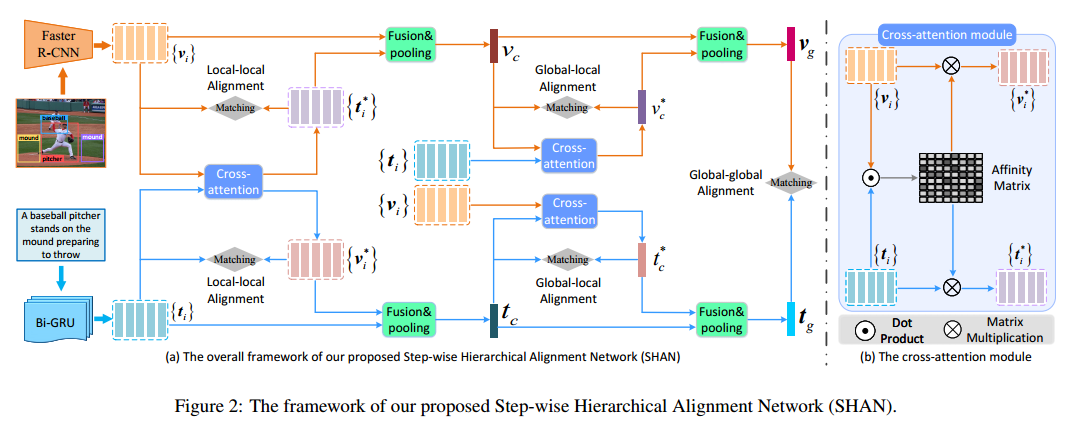 Faster
R-CNN
{v_i}
Fusion&
pooling
v_c
Fusion&
pooling
v_g
Local-local
Alignment
Matching
{t_i^*}
Global-local
Alignment
Matching
v_c^*
baseball
mound
mound
pitcher
Cross-
attention
{t_i}
Cross-
attention
Global-global
Alignment
Matching
{v_i}
Cross-
attention
A baseball pitcher
stands on the
mound preparing
to throw
Matching
{v_i^*}
Local-local
Alignment
Matching
t_c^*
Global-local
Alignment
Bi-GRU
{t_i}
Fusion&
pooling
t_c
Fusion&
pooling
t_g
(a) The overall framework of our proposed Step-wise Hierarchical Alignment Network (SHAN)
Cross-attention module
{v_i}
{v_i^*}
Affinity
Matrix
{t_i}
{t_i^*}
Dot
Product
Matrix
Multiplication
(b) The cross-attention module
Figure 2: The framework of our proposed Step-wise Hierarchical Alignment Network (SHAN).